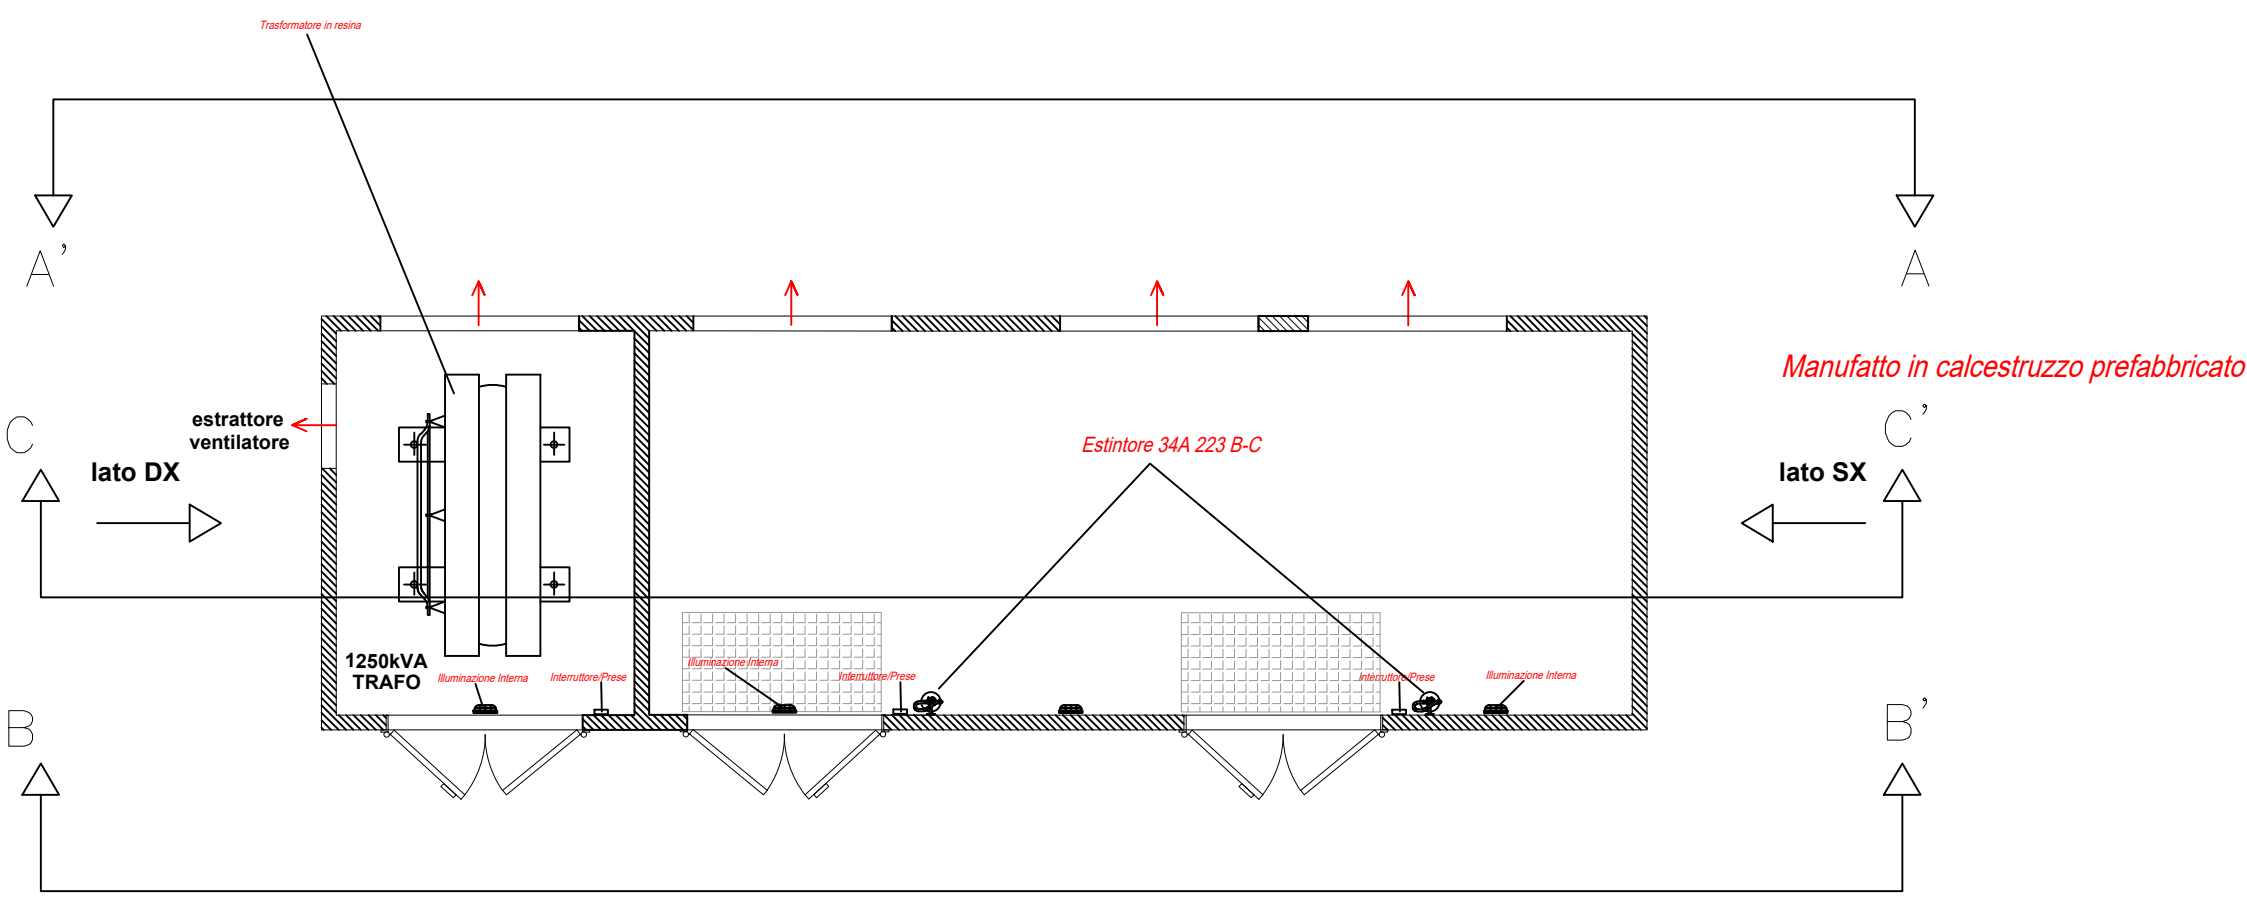 Trasformatore in resina
A'
A
Manufatto in calcestruzzo prefabbricato
estrattore
ventilatore
C
C'
Estintore 34A 223 B-C
lato DX
lato SX
1250kVA
TRAFO
Illuminazione Interna
Interruttore/Prese
Illuminazione Interna
Interruttore/Prese
Interruttore/Prese
Illuminazione Interna
B
B'